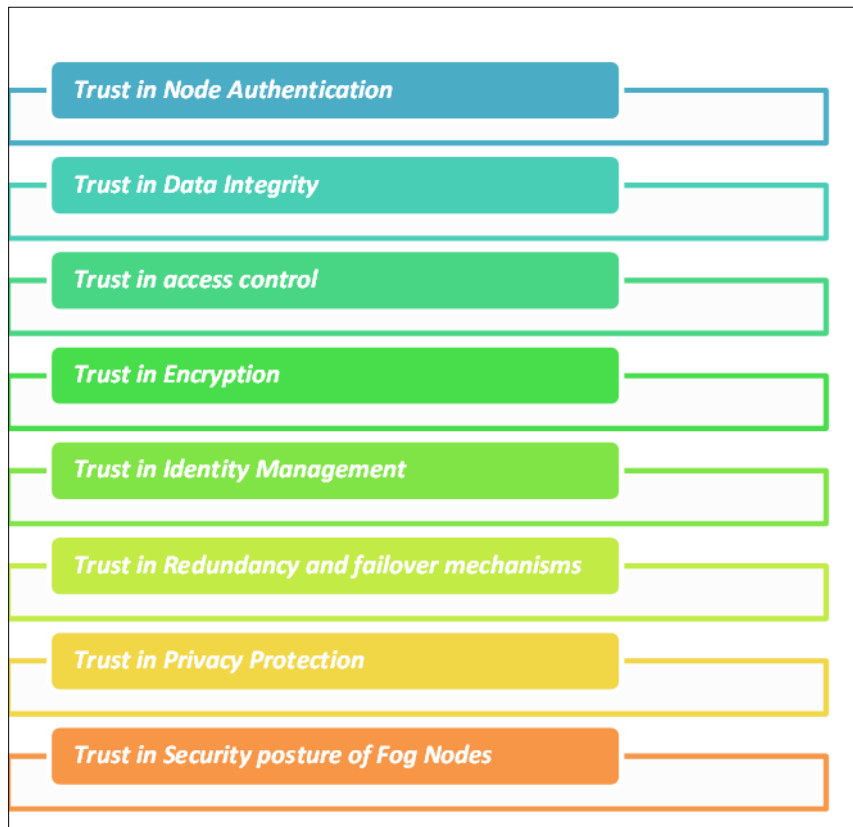 Trust in Node Authentication
Trust in Data Integrity
Trust in access control
Trust in Encryption
Trust in Identity Management
Trust in Redundancy and failover mechanisms
Trust in Privacy Protection
Trust in Security posture of Fog Nodes